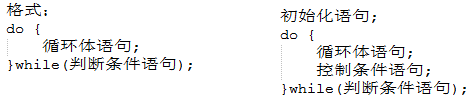 格式;
do {
    循环体语句;
}while(判断条件语句);
初始化语句;
do {
    循环体语句;
    控制条件语句;
}while(判断条件语句);